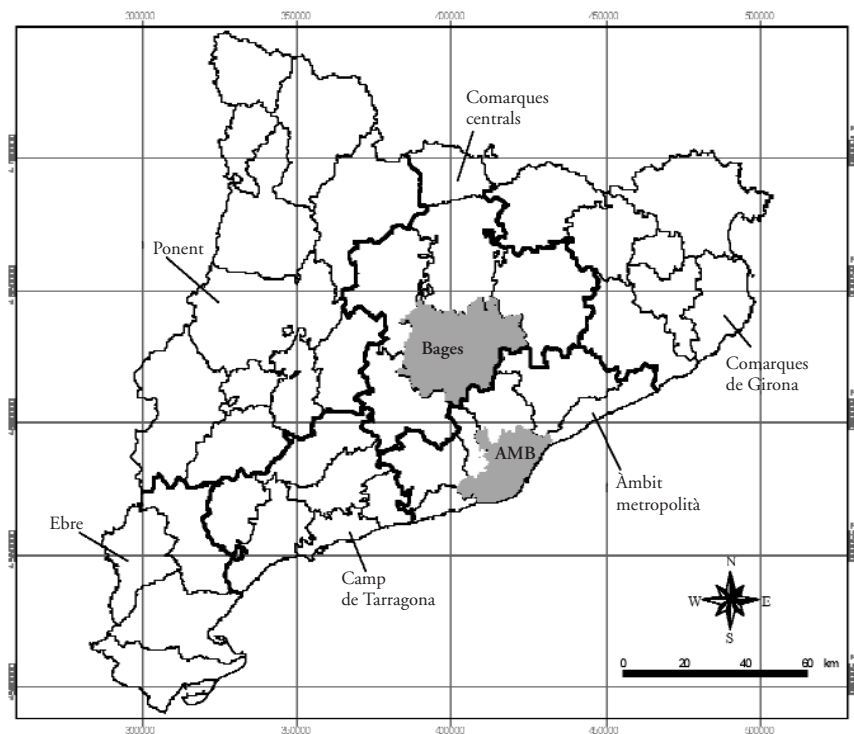 300000 350000 400000 450000 500000
Comarques
centrals
Ponent
Bages
Comarques
de Girona
AMB
Àmbit
metropolità
Ebre
Camp
de Tarragona
N
W E
S
0 20 40 60 km
300000 350000 400000 450000 500000